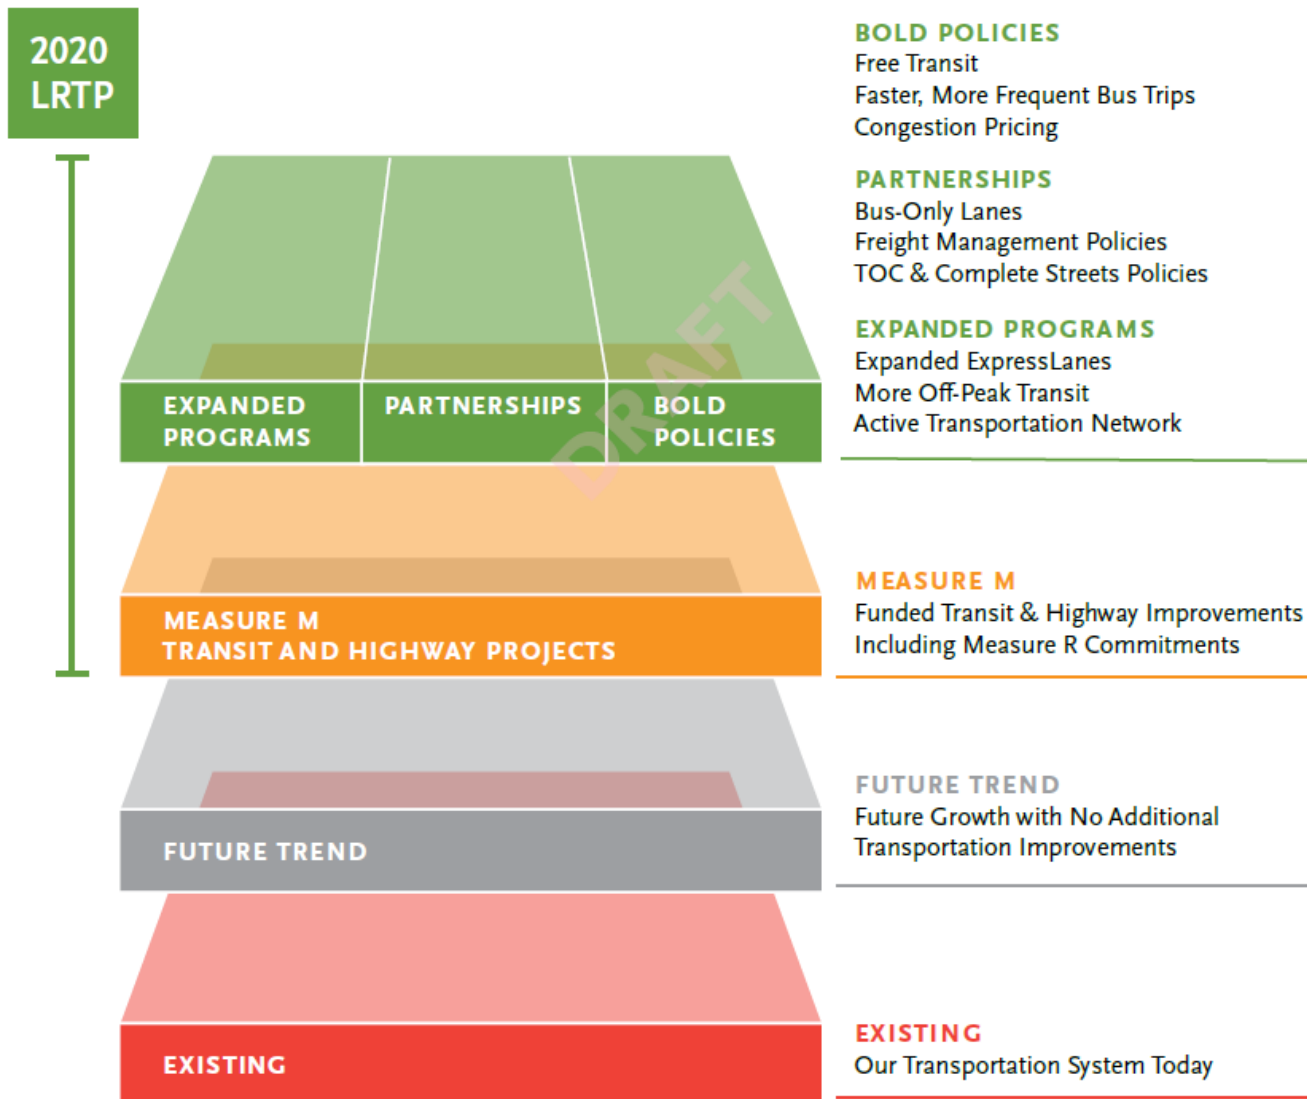 2020
LRTP
BOLD POLICIES
Free Transit
Faster, More Frequent Bus Trips
Congestion Pricing
PARTNERSHIPS
Bus-Only Lanes
Freight Management Policies
TOC & Complete Streets Policies
EXPANDED PROGRAMS
Expanded ExpressLanes
More Off-Peak Transit
Active Transportation Network
EXPANDED
PROGRAMS
PARTNERSHIPS
BOLD
POLICIES
DRAFT
MEASURE M
TRANSIT AND HIGHWAY PROJECTS
MEASURE M
Funded Transit & Highway Improvements
Including Measure R Commitments
FUTURE TREND
FUTURE TREND
Future Growth with No Additional
Transportation Improvements
EXISTING
EXISTING
Our Transportation System Today